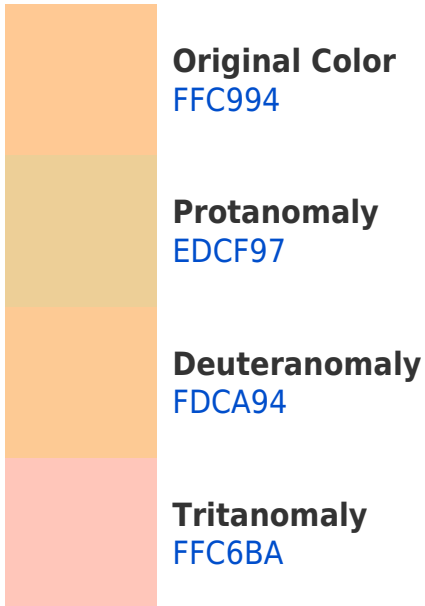 Original Color
FFC994
Protanomaly
EDCF97
Deuteranomaly
FDCA94
Tritanomaly
FFC6BA